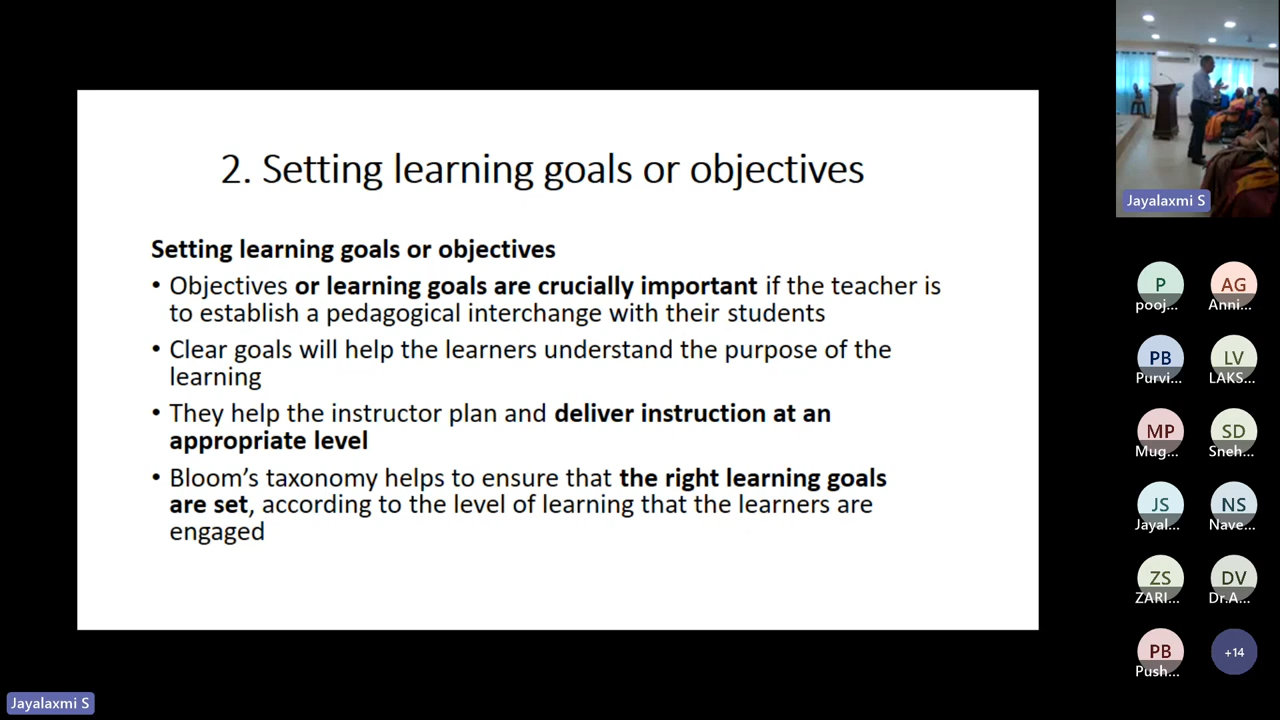 2. Setting learning goals or objectives
Setting learning goals or objectives
• Objectives or learning goals are crucially important if the teacher is
to establish a pedagogical interchange with their students
• Clear goals will help the learners understand the purpose of the
learning
• They help the instructor plan and deliver instruction at an
appropriate level
• Bloom’s taxonomy helps to ensure that the right learning goals
are set, according to the level of learning that the learners are
engaged
Jayalaxmi S
Jayalaxmi S
P AG
pooj... Anni...
PB LV
Purvi... LAKS...
MP SD
Mug... Sneh...
JS NS
Jayal... Nave...
ZS DV
ZARI... Dr.A...
PB +14
Push...